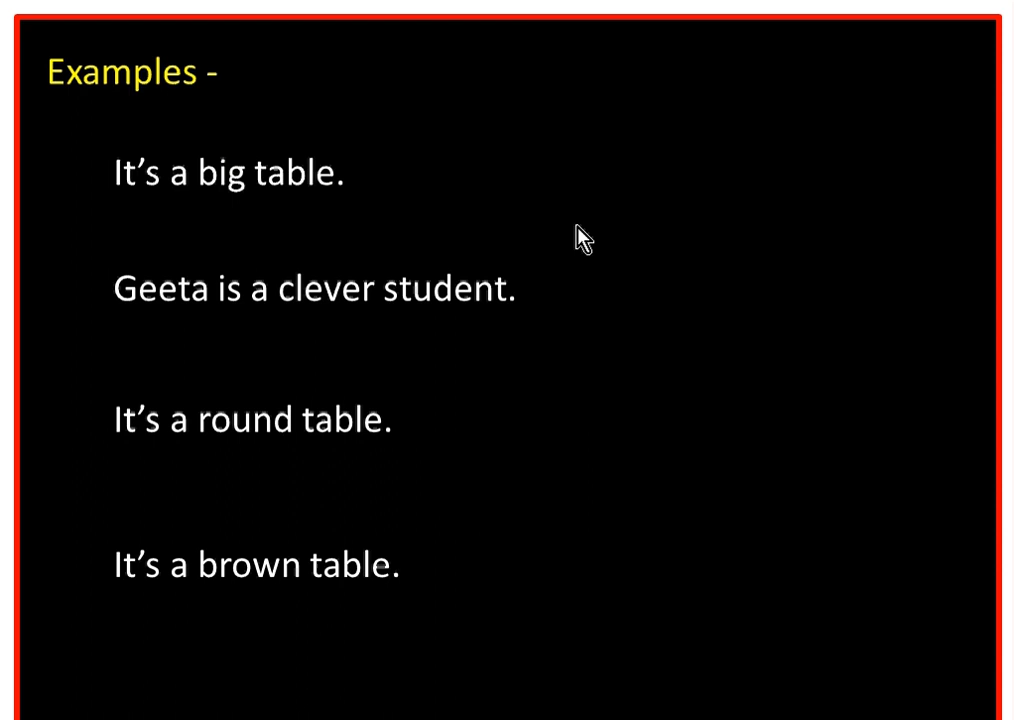 Examples -
It’s a big table.
Geeta is a clever student.
It’s a round table.
It’s a brown table.